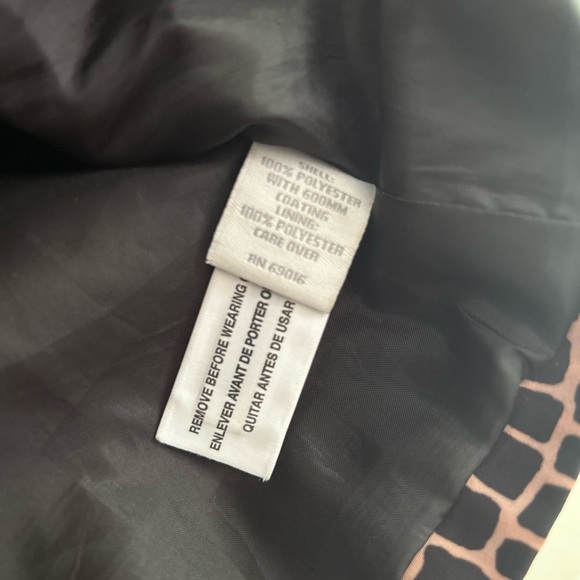 SHELL:
100% POLYESTER
WITH 600MM
COATING
LINING:
100% POLYESTER
CARE OVER
RN 69016
REMOVE BEFORE WEARING
ENLEVER AVANT DE PORTER O
QUITAR ANTES DE USAR